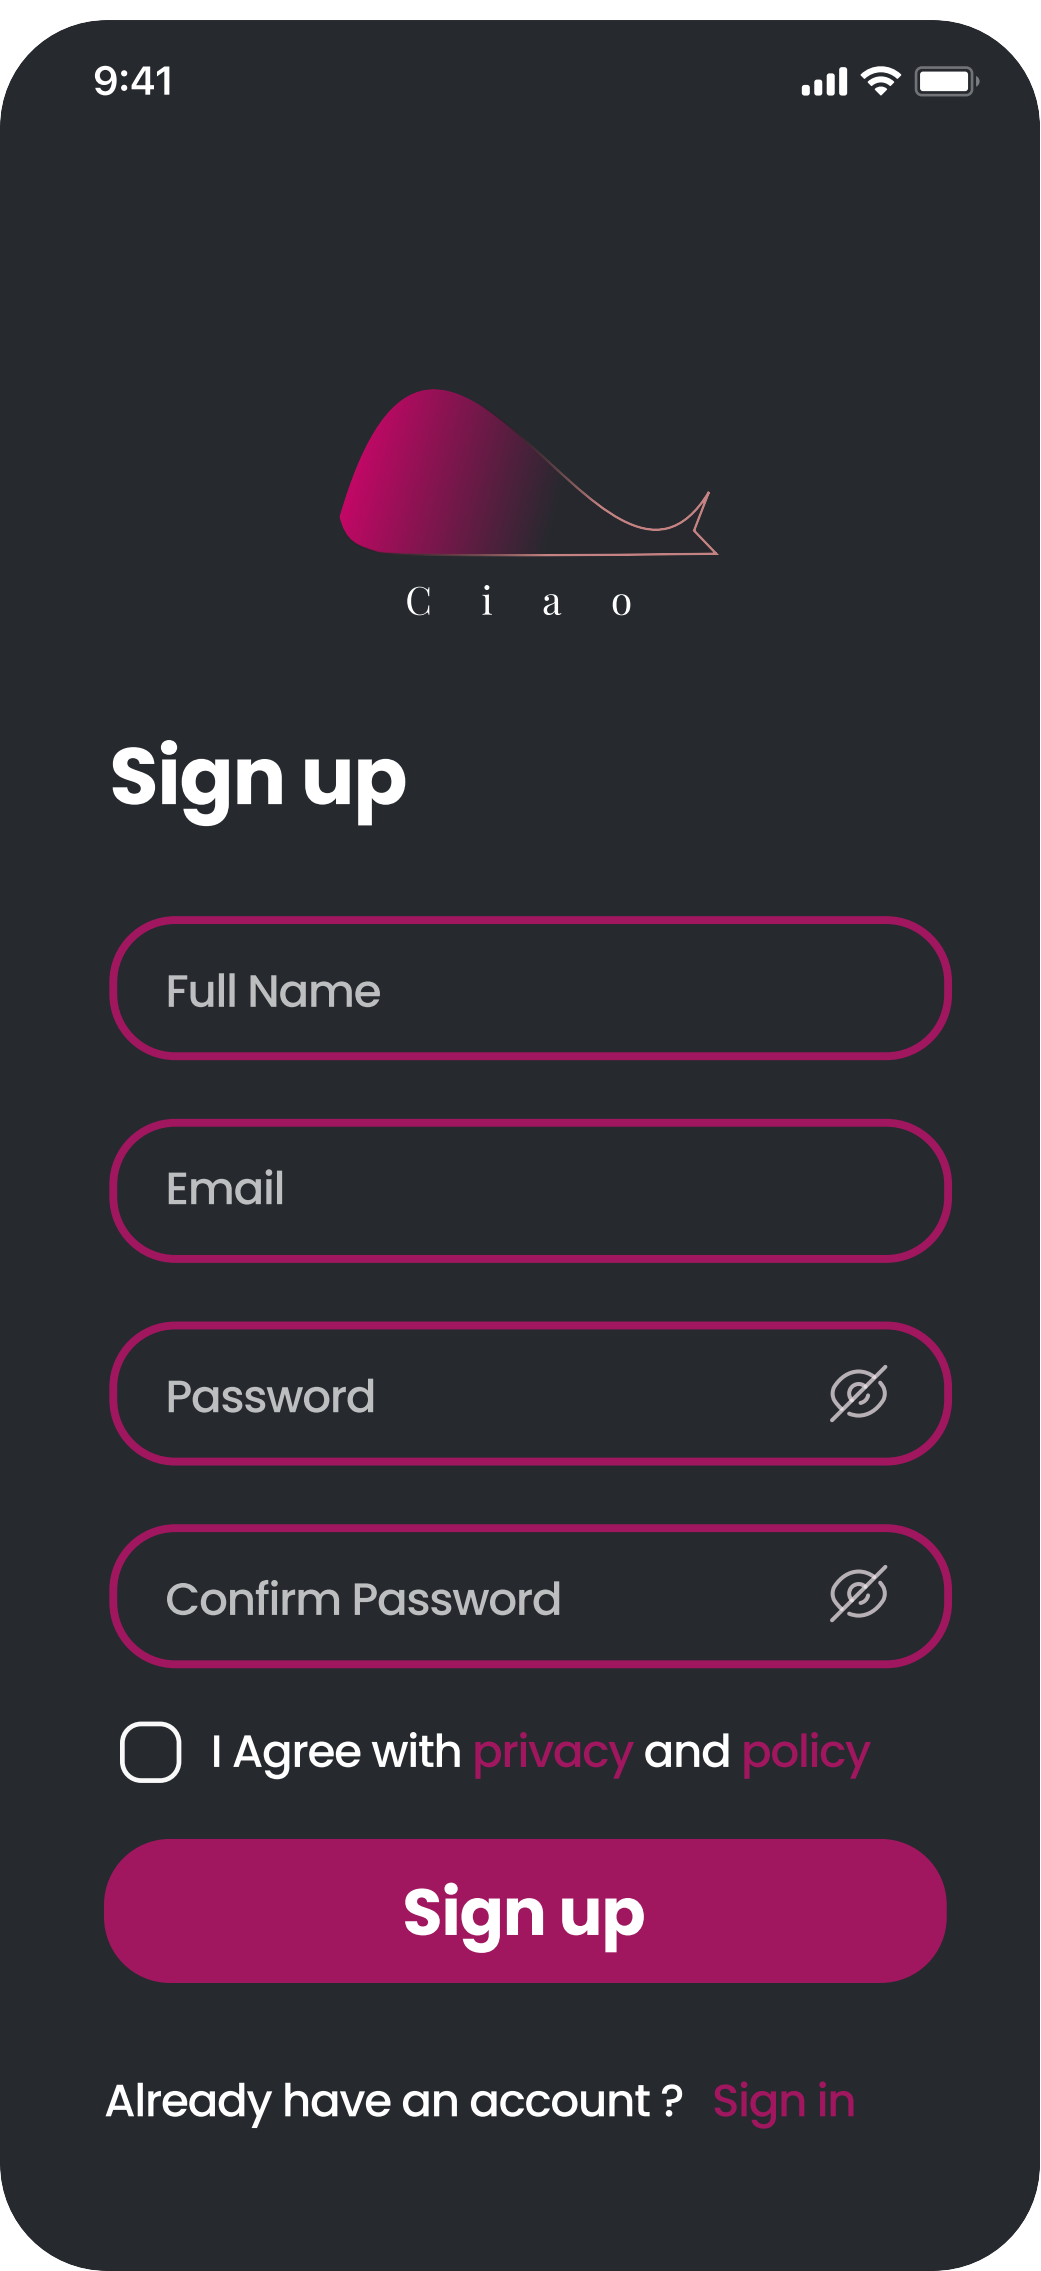 9:41
C i a o
Sign up
Full Name
Email
Password
Confirm Password
I Agree with privacy and policy
Sign up
Already have an account ? Sign in